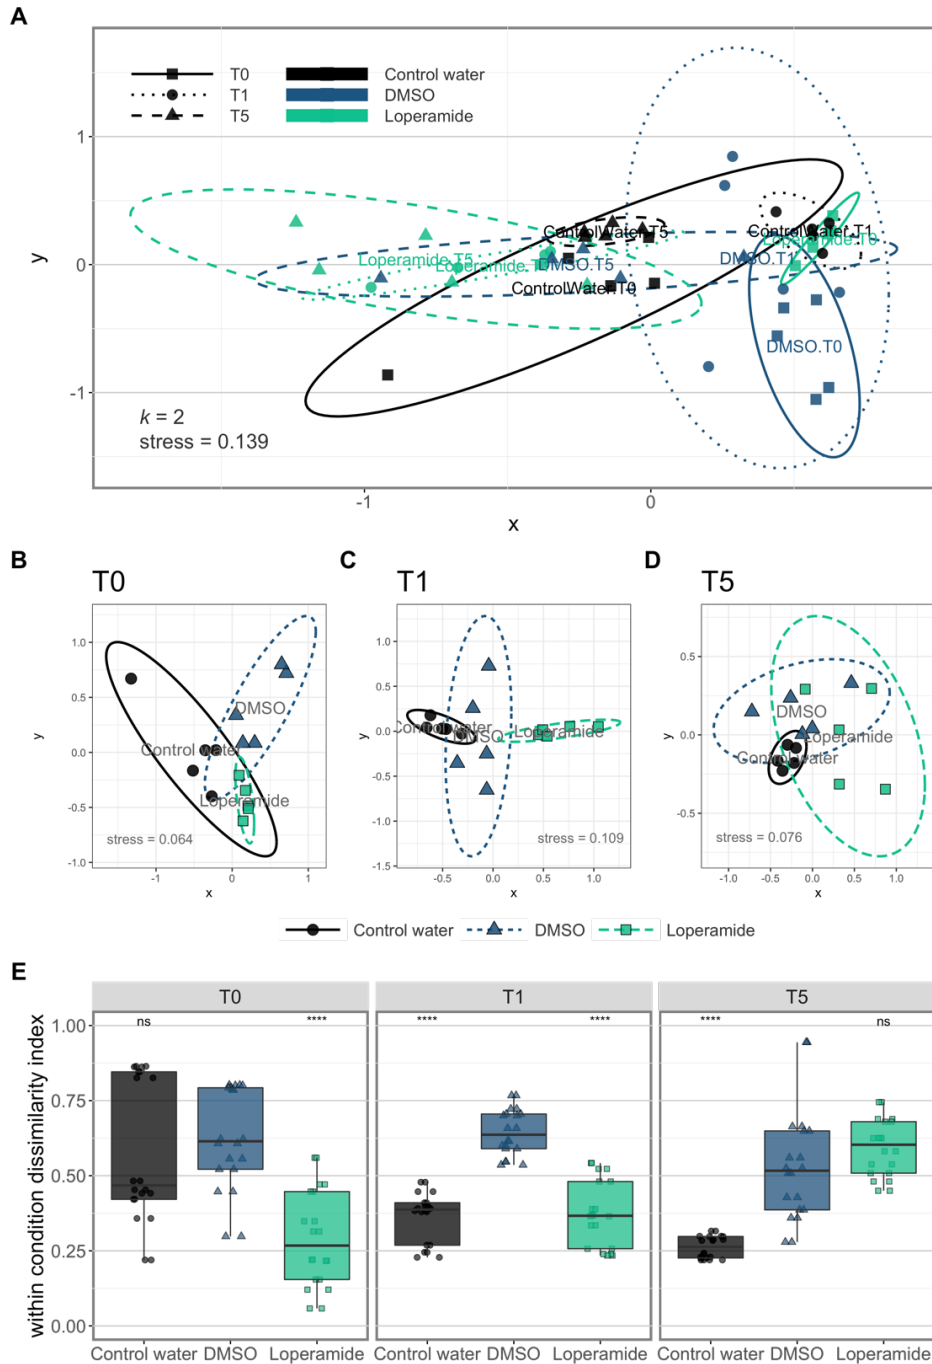 A
T0
T1
T5
Control water
DMSO
Loperamide
ControlWater.T5
ControlWater.T1
Loperamide.T0
Loperamide.T5
DMSO.T5
DMSO.T1
ControlWater.T0
DMSO.T0
y
1
0
-1
k = 2
stress = 0.139
-1
0
x
B
T0
C
T1
D
T5
y
1.0
0.5
0.0
-0.5
-1.0
DMSO
Control water
Loperamide
stress = 0.064
-1
0
1
x
y
1.5
1.0
0.5
0.0
-0.5
-1.0
-1.5
Control water
DMSO
Loperamide
stress = 0.109
-0.5
0.0
0.5
1.0
x
y
0.5
0.0
-0.5
DMSO
Loperamide
Control water
stress = 0.076
-1.0
-0.5
0.0
0.5
1.0
x
Control water
DMSO
Loperamide
E
T0
T1
T5
within condition dissimilarity index
1.00
0.75
0.50
0.25
0.00
ns
****
****
****
****
ns
Control water DMSO Loperamide
Control water DMSO Loperamide
Control water DMSO Loperamide